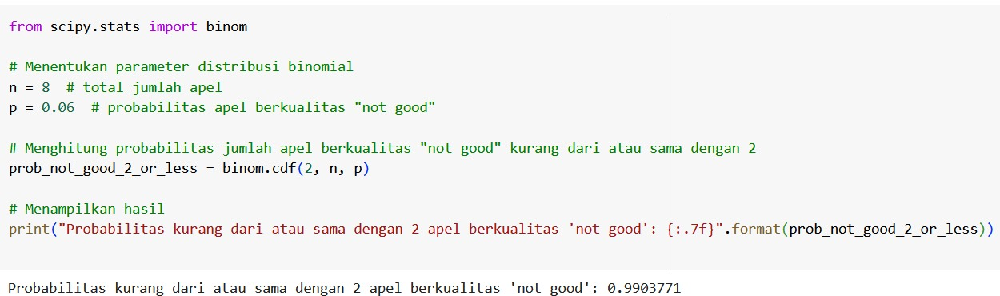 from scipy.stats import binom
# Menentukan parameter distribusi binomial
n = 8  # total jumlah apel
p = 0.06  # probabilitas apel berkualitas "not good"
# Menghitung probabilitas jumlah apel berkualitas "not good" kurang dari atau sama dengan 2
prob_not_good_2_or_less = binom.cdf(2, n, p)
# Menampilkan hasil
print("Probabilitas kurang dari atau sama dengan 2 apel berkualitas 'not good': {:.7f}".format(prob_not_good_2_or_less))
Probabilitas kurang dari atau sama dengan 2 apel berkualitas 'not good': 0.9903771